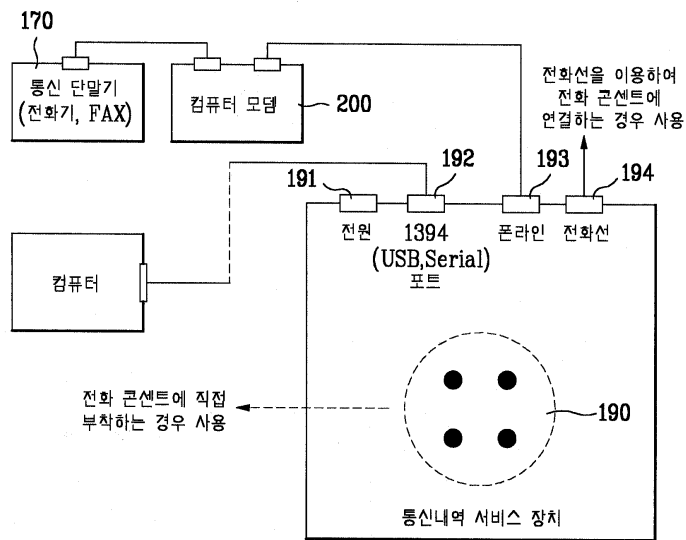 170
통신 단말기
(전화기, FAX)
컴퓨터 모뎀
200
전화선을 이용하여
전화 콘센트에
연결하는 경우 사용
191
192
193
194
전원
1394
(USB,Serial)
포트
폰라인
전화선
컴퓨터
전화 콘센트에 직접
부착하는 경우 사용
190
통신내역 서비스 장치